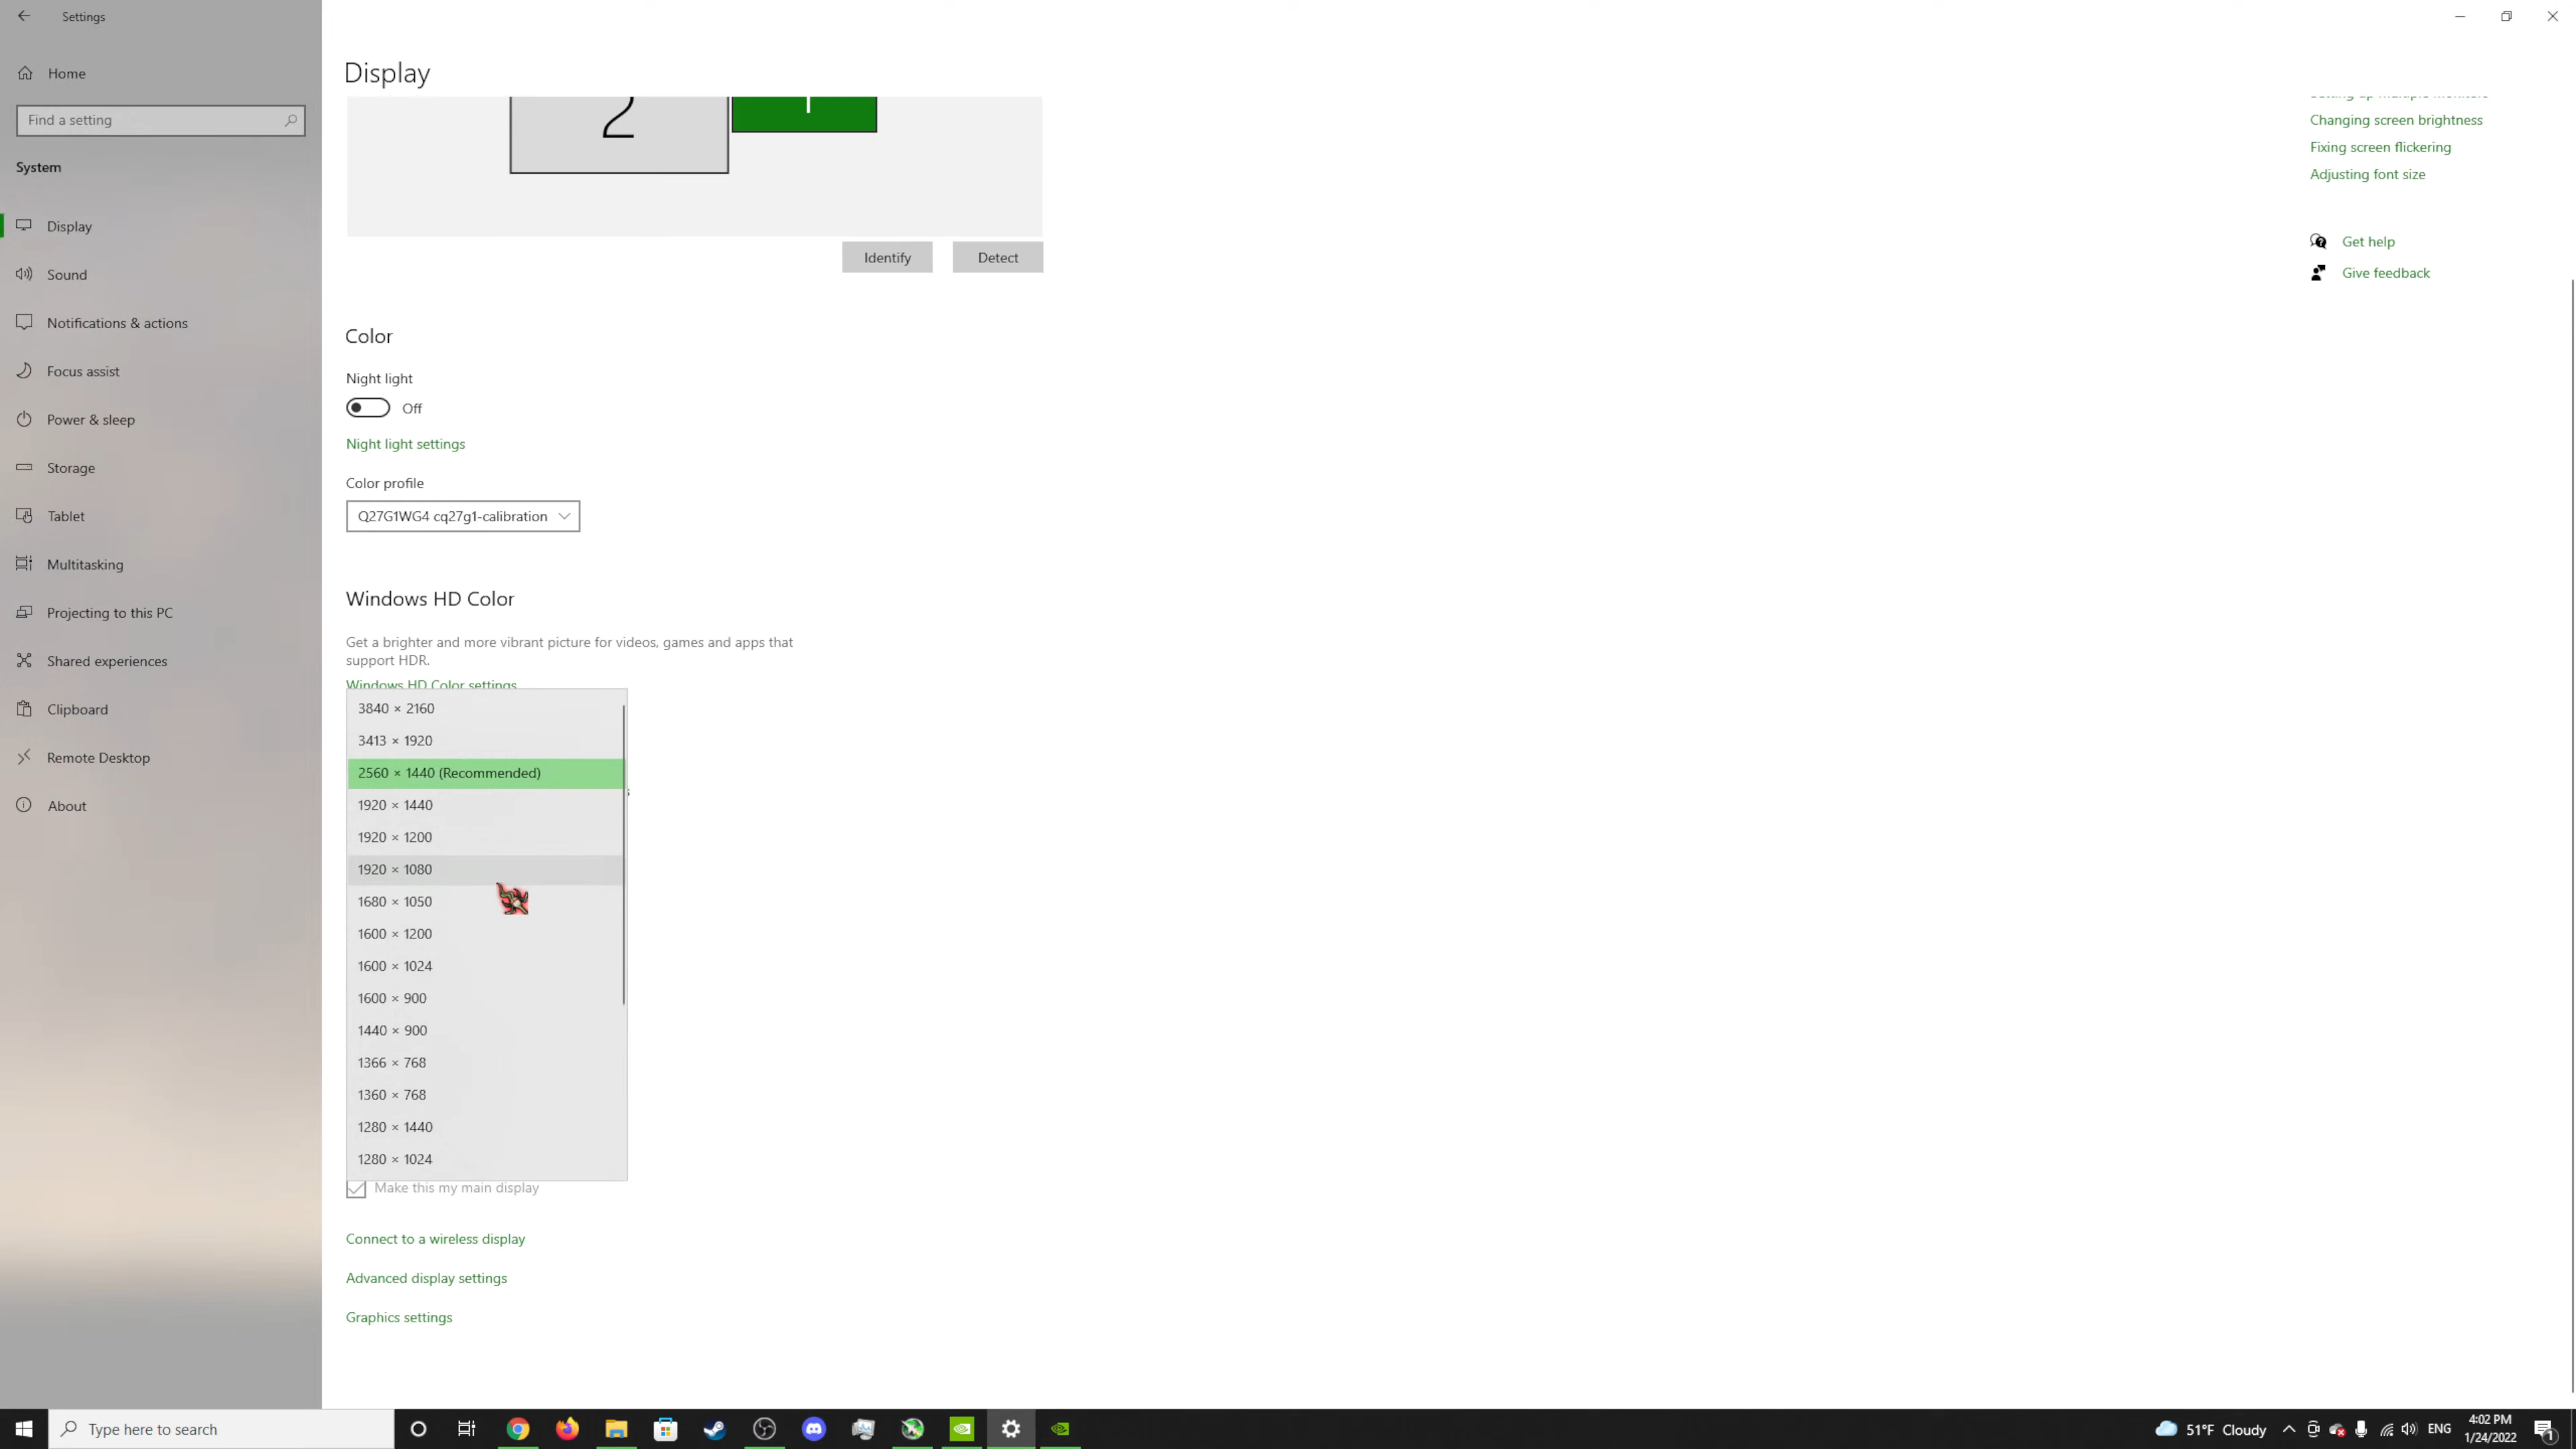 Settings
Home
Find a setting
System
Display
Sound
Notifications & actions
Focus assist
Power & sleep
Storage
Tablet
Multitasking
Projecting to this PC
Shared experiences
Clipboard
Remote Desktop
About
Display
2
1
Identify
Detect
Color
Night light
Off
Night light settings
Color profile
Q27G1WG4 cq27g1-calibration
Windows HD Color
Get a brighter and more vibrant picture for videos, games and apps that
support HDR.
Windows HD Color settings
3840 × 2160
3413 × 1920
2560 × 1440 (Recommended)
1920 × 1440
1920 × 1200
1920 × 1080
1680 × 1050
1600 × 1200
1600 × 1024
1600 × 900
1440 × 900
1366 × 768
1360 × 768
1280 × 1440
1280 × 1024
Make this my main display
Connect to a wireless display
Advanced display settings
Graphics settings
Setting up multiple monitors
Changing screen brightness
Fixing screen flickering
Adjusting font size
Get help
Give feedback
Type here to search
51°F Cloudy
ENG
4:02 PM
1/24/2022
1